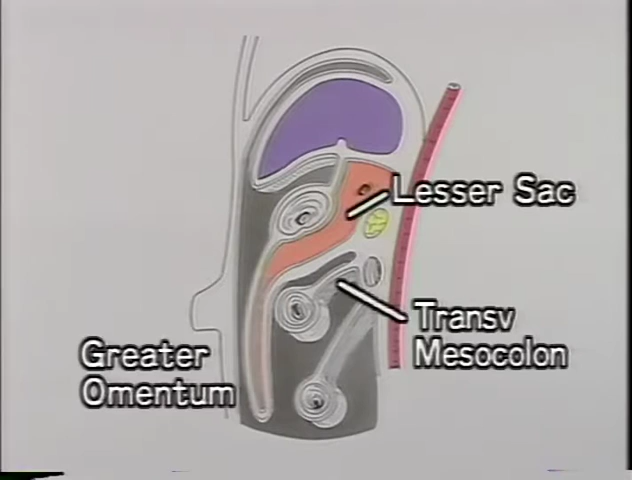 Lesser Sac
Transv
Mesocolon
Greater
Omentum